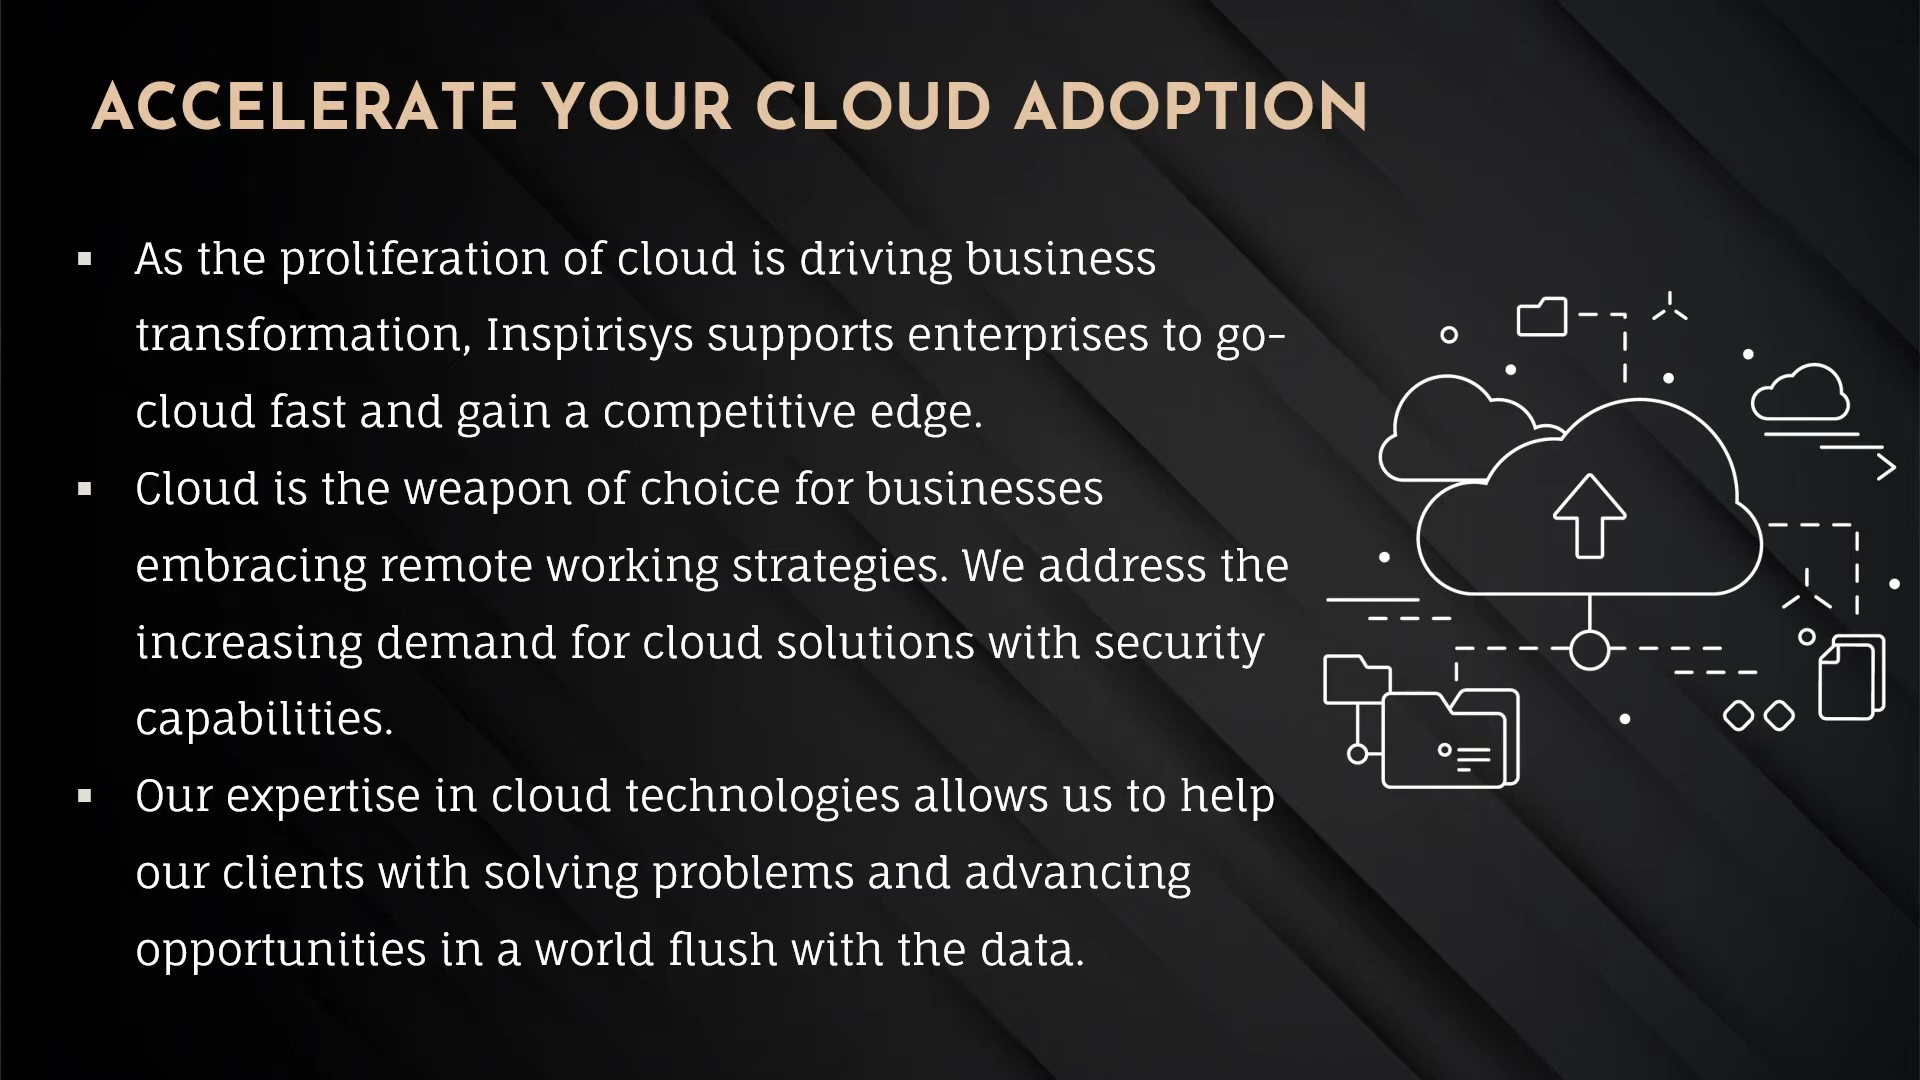 ACCELERATE YOUR CLOUD ADOPTION
▪ As the proliferation of cloud is driving business
transformation, Inspirisys supports enterprises to go-
cloud fast and gain a competitive edge.
▪ Cloud is the weapon of choice for businesses
embracing remote working strategies. We address the
increasing demand for cloud solutions with security
capabilities.
▪ Our expertise in cloud technologies allows us to help
our clients with solving problems and advancing
opportunities in a world flush with the data.